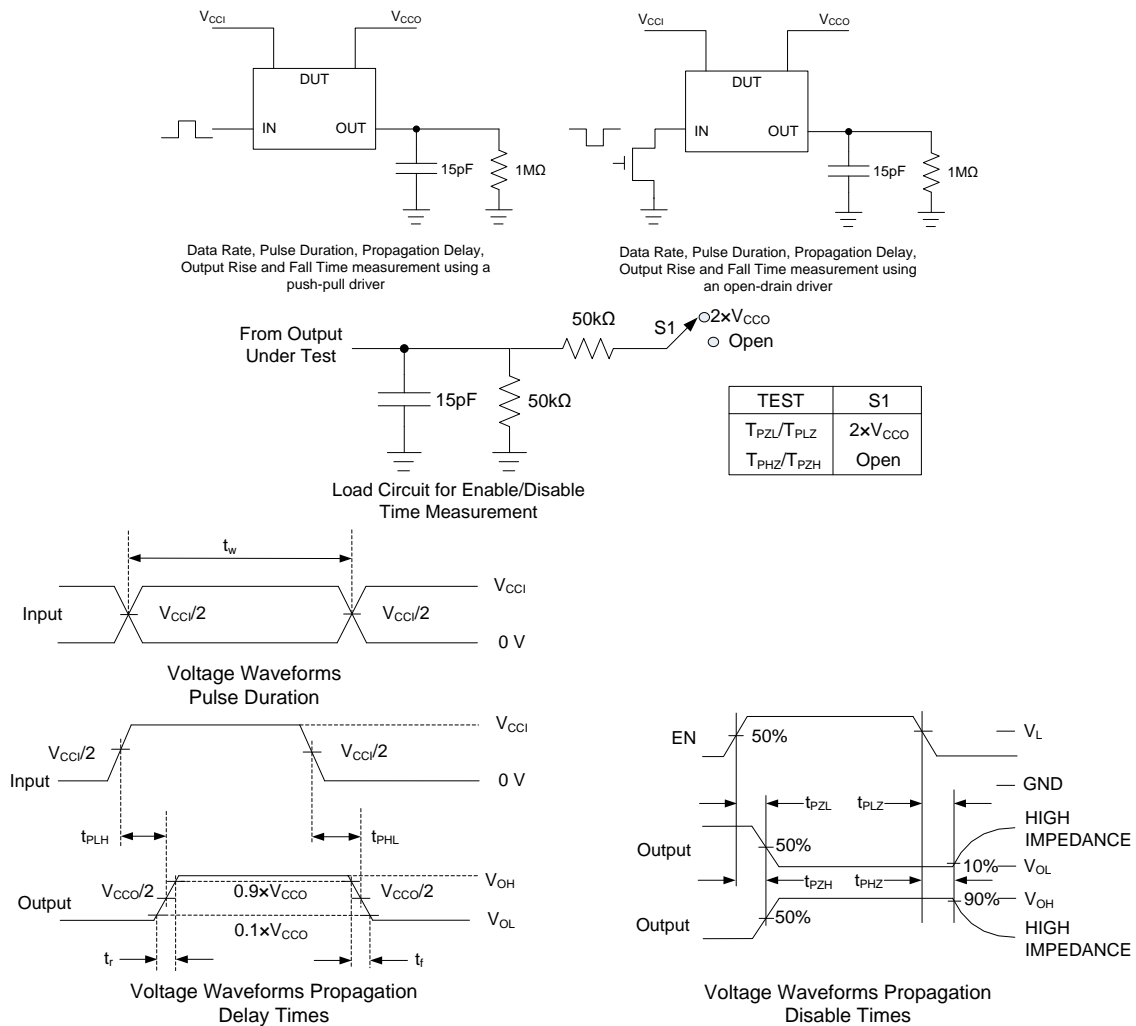 VCCI
VCCO
DUT
IN
OUT
15pF
1MΩ
Data Rate, Pulse Duration, Propagation Delay,
Output Rise and Fall Time measurement using a
push-pull driver
VCCI
VCCO
DUT
IN
OUT
15pF
1MΩ
Data Rate, Pulse Duration, Propagation Delay,
Output Rise and Fall Time measurement using
an open-drain driver
From Output
Under Test
50kΩ
S1
2×VCCO
Open
15pF
50kΩ
Load Circuit for Enable/Disable
Time Measurement
TEST S1
TPZL/TPLZ 2×VCCO
TPHZ/TPZH Open
tw
Input
VCCI/2
VCCI/2
VCCI
0 V
Voltage Waveforms
Pulse Duration
VCCI
VCCI/2
VCCI/2
Input
0 V
tPLH
tPHL
VCCO/2
0.9×VCCO
VCCO/2
VOH
Output
0.1×VCCO
VOL
tr
tf
Voltage Waveforms Propagation
Delay Times
EN
50%
VL
GND
tPZL
tPLZ
HIGH
IMPEDANCE
Output
50%
10%
VOL
tPZH
tPHZ
90%
VOH
Output
50%
HIGH
IMPEDANCE
Voltage Waveforms Propagation
Disable Times